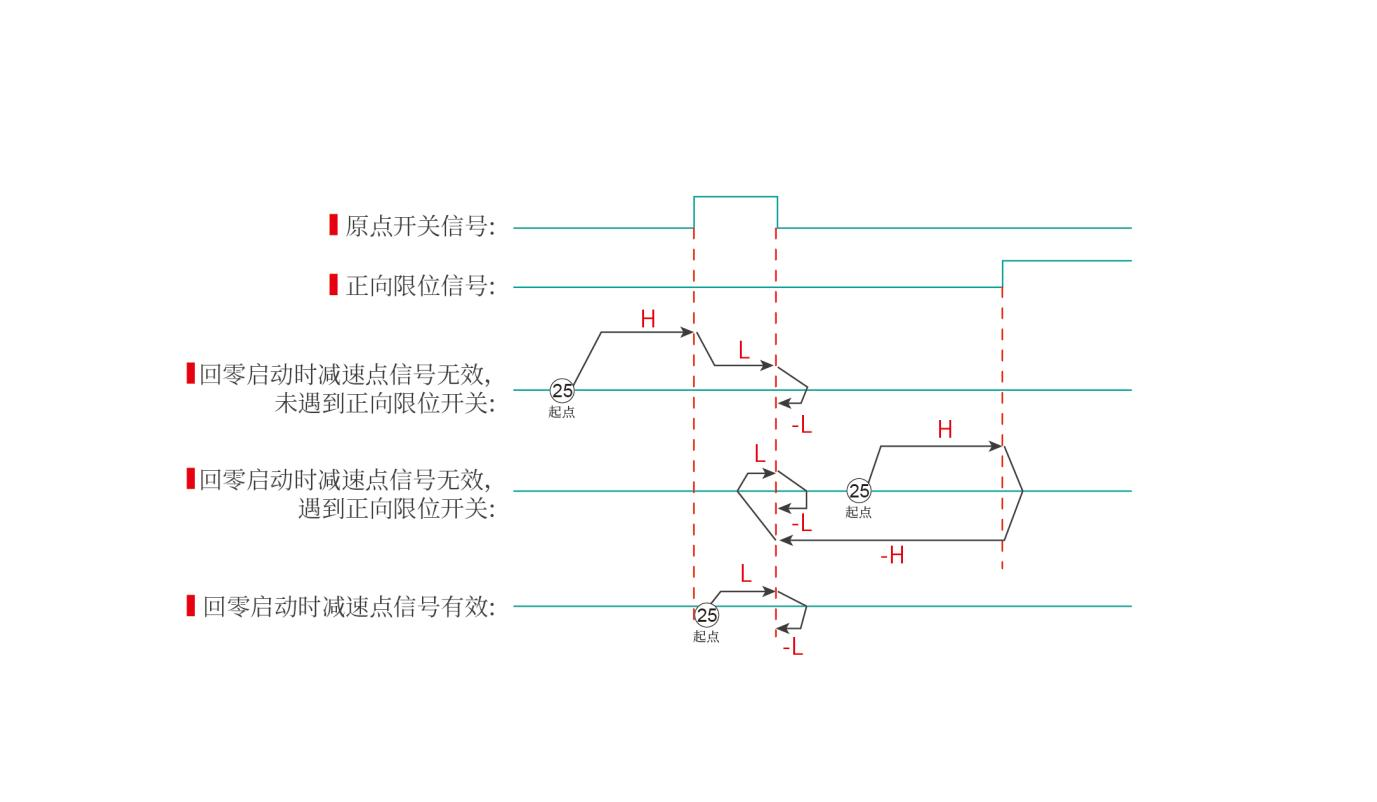 原点开关信号:
正向限位信号:
H
L
回零启动时减速点信号无效,
未遇到正向限位开关:
25
起点
-L
H
L
回零启动时减速点信号无效,
遇到正向限位开关:
25
起点
-L
-H
L
回零启动时减速点信号有效:
25
起点
-L